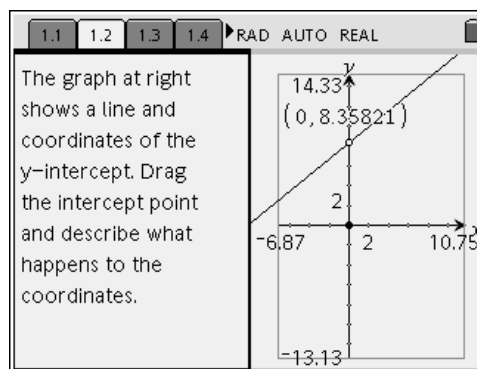 1.1 1.2 1.3 1.4 RAD AUTO REAL
The graph at right
shows a line and
coordinates of the
y-intercept. Drag
the intercept point
and describe what
happens to the
coordinates.
y
14.33
(0,8.35821)
2
x
-6.87 2 10.75
-13.13